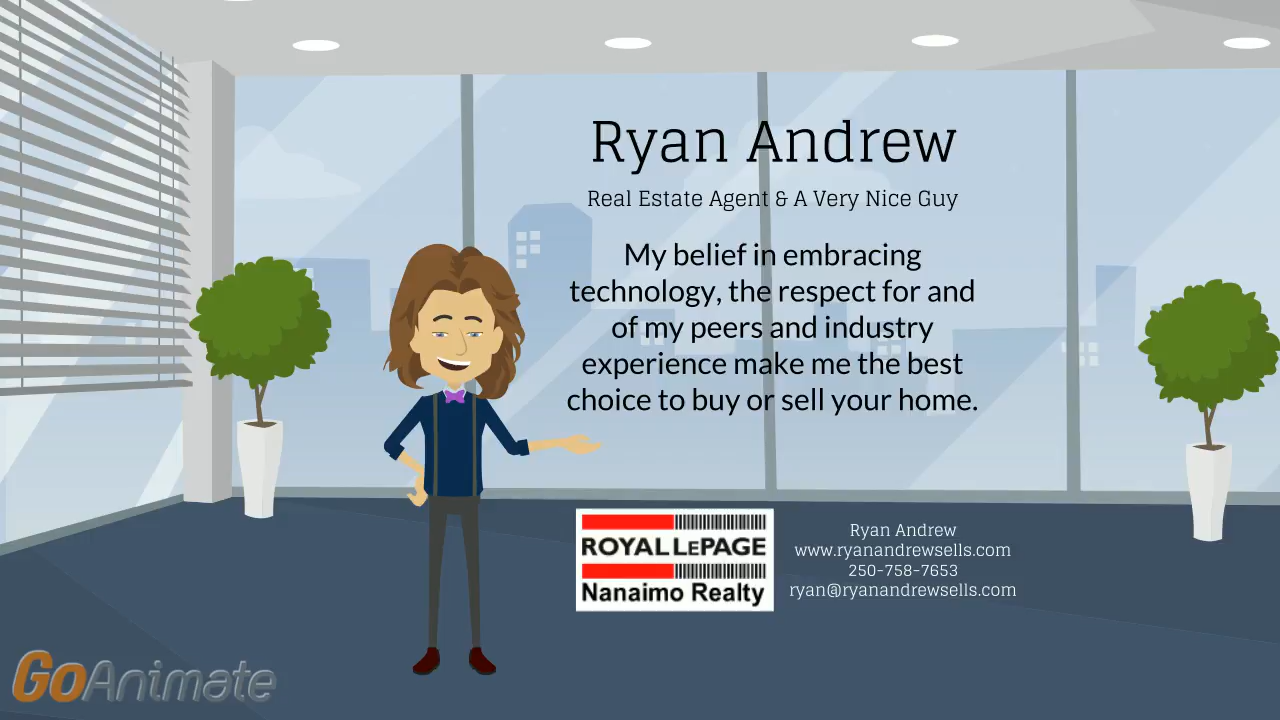 Ryan Andrew
Real Estate Agent & A Very Nice Guy
My belief in embracing
technology, the respect for and
of my peers and industry
experience make me the best
choice to buy or sell your home.
ROYAL LEPAGE
Nanaimo Realty
Ryan Andrew
www.ryanandrewsells.com
250-758-7653
ryan@ryanandrewsells.com
GoAnimate